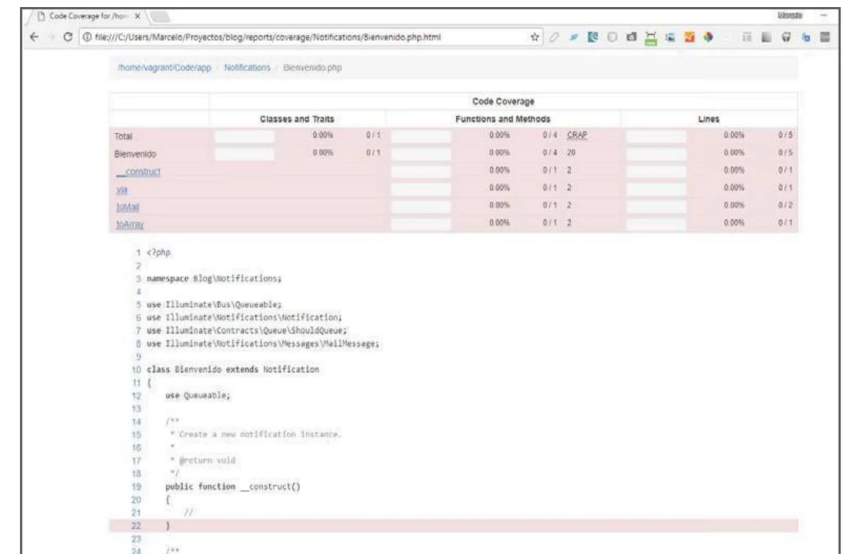 Code Coverage for /hom
file:///C:/Users/Marcelo/Proyectos/blog/reports/coverage/Notifications/Bienvenido.php.html
/home/vagrant/Code/app / Notifications / Bienvenido.php
Code Coverage
Classes and Traits Functions and Methods Lines
Total 0.00% 0 / 1 0.00% 0 / 4 CRAP 0.00% 0 / 5
Bienvenido 0.00% 0 / 1 0.00% 0 / 4 20 0.00% 0 / 5
__construct 0.00% 0 / 1 2 0.00% 0 / 1
via 0.00% 0 / 1 2 0.00% 0 / 1
toMail 0.00% 0 / 1 2 0.00% 0 / 2
toArray 0.00% 0 / 1 2 0.00% 0 / 1
1 <?php
2
3 namespace Blog\Notifications;
4
5 use Illuminate\Bus\Queueable;
6 use Illuminate\Notifications\Notification;
7 use Illuminate\Contracts\Queue\ShouldQueue;
8 use Illuminate\Notifications\Messages\MailMessage;
9
10 class Bienvenido extends Notification
11 {
12 use Queueable;
13
14 /**
15 * Create a new notification instance.
16 *
17 * @return void
18 */
19 public function __construct()
20 {
21 //
22 }
23
24 /**